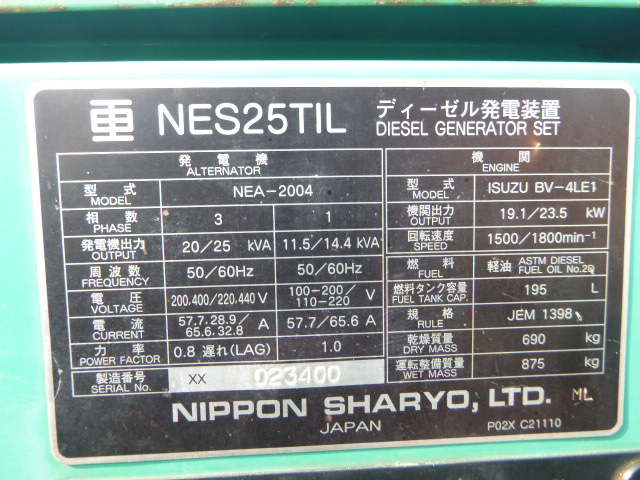 NES25TIL ディーゼル発電装置
DIESEL GENERATOR SET
発電機
ALTERNATOR
型式 MODEL NEA-2004
相数 PHASE 3 1
発電機出力 OUTPUT 20/25 kVA 11.5/14.4 kVA
周波数 FREQUENCY 50/60Hz 50/60Hz
電圧 VOLTAGE 200.400/220.440 V 100-200/110-220 V
電流 CURRENT 57.7.28.9/65.6.32.8 A 57.7/65.6 A
力率 POWER FACTOR 0.8 遅れ(LAG) 1.0
製造番号 SERIAL No. XX 023400
機関
ENGINE
型式 MODEL ISUZU BV-4LE1
機関出力 OUTPUT 19.1/23.5 kW
回転速度 SPEED 1500/1800min-1
燃料 FUEL 軽油 ASTM DIESEL FUEL OIL No.2D
燃料タンク容量 FUEL TANK CAP. 195 L
規格 RULE JEM 1398
乾燥質量 DRY MASS 690 kg
運転整備質量 WET MASS 875 kg
NIPPON SHARYO, LTD. ML
JAPAN
P02X C21110